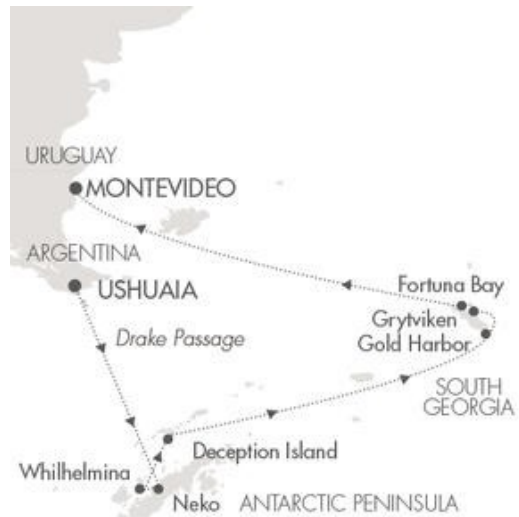 URUGUAY
MONTEVIDEO
ARGENTINA
USHUAIA
Drake Passage
Fortuna Bay
Grytviken
Gold Harbor
SOUTH
GEORGIA
Deception Island
Whilhelmina
Neko
ANTARCTIC PENINSULA